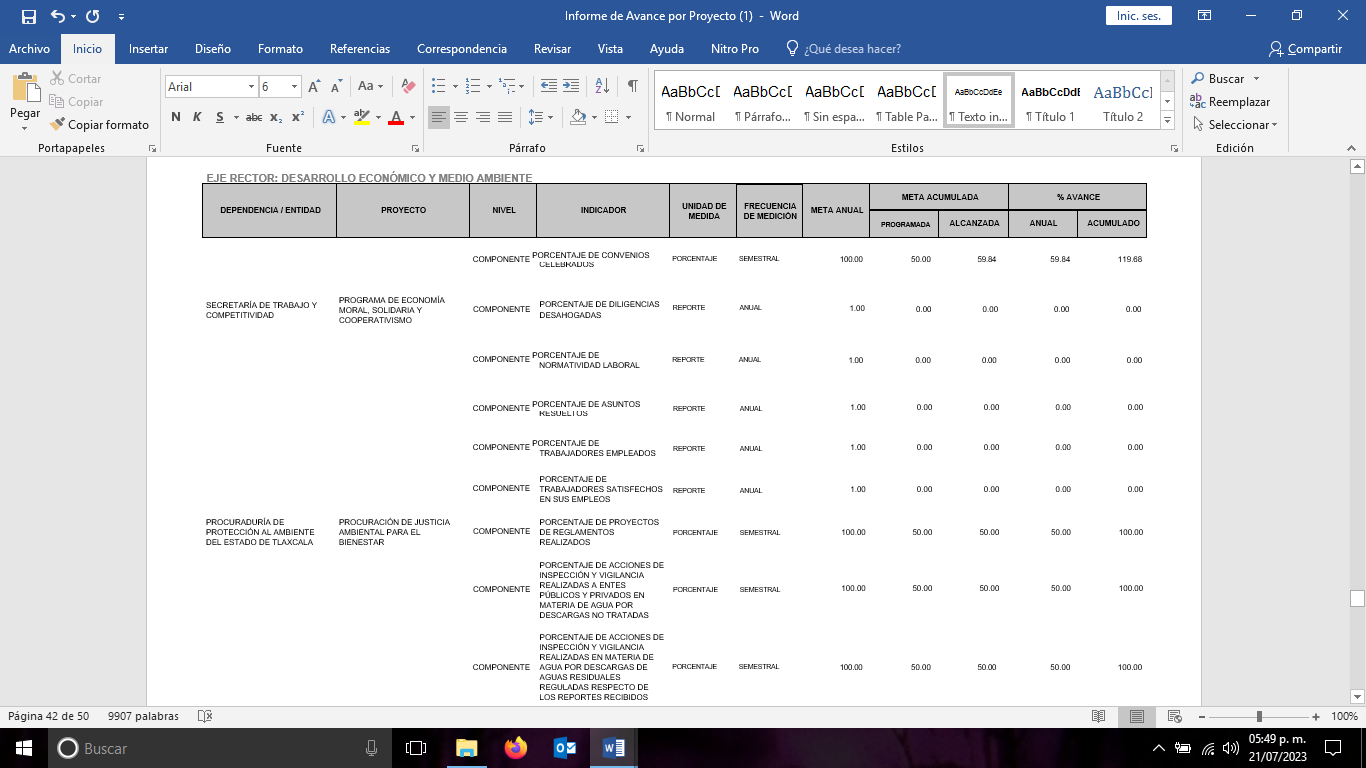 Informe de Avance por Proyecto (1) - Word
Inic. ses.
Archivo Inicio Insertar Diseño Formato Referencias Correspondencia Revisar Vista Ayuda Nitro Pro ¿Qué desea hacer? Compartir
Pegar
Cortar
Copiar
Copiar formato
Portapapeles
Arial 6
N K S abc x₂ x²
Fuente
Párrafo
AaBbCcD ¶ Normal
AaBbCcD ¶ Párrafo...
AaBbCcD ¶ Sin espa...
AaBbCcD ¶ Table Pa...
AaBbCcDdEe ¶ Texto in...
AaBbCcDdE ¶ Título 1
AaBbCcI Título 2
Estilos
Buscar
Reemplazar
Seleccionar
Edición
EJE RECTOR: DESARROLLO ECONÓMICO Y MEDIO AMBIENTE
DEPENDENCIA / ENTIDAD PROYECTO NIVEL INDICADOR UNIDAD DE MEDIDA FRECUENCIA DE MEDICIÓN META ANUAL META ACUMULADA % AVANCE
PROGRAMADA ALCANZADA ANUAL ACUMULADO
COMPONENTE PORCENTAJE DE CONVENIOS CELEBRADOS PORCENTAJE SEMESTRAL 100.00 50.00 59.84 59.84 119.68
SECRETARÍA DE TRABAJO Y COMPETITIVIDAD PROGRAMA DE ECONOMÍA MORAL, SOLIDARIA Y COOPERATIVISMO COMPONENTE PORCENTAJE DE DILIGENCIAS DESAHOGADAS REPORTE ANUAL 1.00 0.00 0.00 0.00 0.00
COMPONENTE PORCENTAJE DE NORMATIVIDAD LABORAL REPORTE ANUAL 1.00 0.00 0.00 0.00 0.00
COMPONENTE PORCENTAJE DE ASUNTOS RESUELTOS REPORTE ANUAL 1.00 0.00 0.00 0.00 0.00
COMPONENTE PORCENTAJE DE TRABAJADORES EMPLEADOS REPORTE ANUAL 1.00 0.00 0.00 0.00 0.00
COMPONENTE PORCENTAJE DE TRABAJADORES SATISFECHOS EN SUS EMPLEOS REPORTE ANUAL 1.00 0.00 0.00 0.00 0.00
PROCURADURÍA DE PROTECCIÓN AL AMBIENTE DEL ESTADO DE TLAXCALA PROCURACIÓN DE JUSTICIA AMBIENTAL PARA EL BIENESTAR COMPONENTE PORCENTAJE DE PROYECTOS DE REGLAMENTOS REALIZADOS PORCENTAJE SEMESTRAL 100.00 50.00 50.00 50.00 100.00
COMPONENTE PORCENTAJE DE ACCIONES DE INSPECCIÓN Y VIGILANCIA REALIZADAS A ENTES PÚBLICOS Y PRIVADOS EN MATERIA DE AGUA POR DESCARGAS NO TRATADAS PORCENTAJE SEMESTRAL 100.00 50.00 50.00 50.00 100.00
COMPONENTE PORCENTAJE DE ACCIONES DE INSPECCIÓN Y VIGILANCIA REALIZADAS EN MATERIA DE AGUA POR DESCARGAS DE AGUAS RESIDUALES REGULADAS RESPECTO DE LOS REPORTES RECIBIDOS PORCENTAJE SEMESTRAL 100.00 50.00 50.00 50.00 100.00
Página 42 de 50 9907 palabras 100%
Buscar
05:49 p. m.
21/07/2023